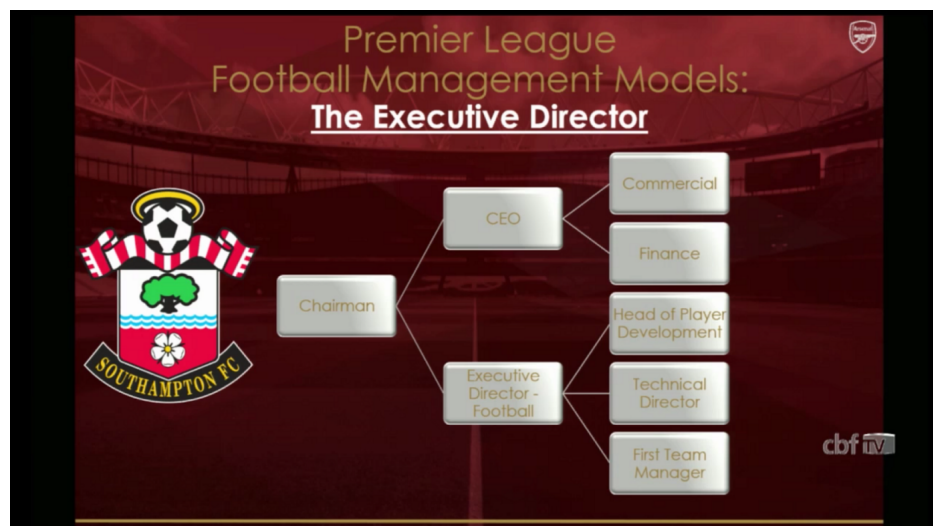 Premier League
Football Management Models:
The Executive Director
Arsenal
SOUTHAMPTON FC
Chairman
CEO
Executive
Director -
Football
Commercial
Finance
Head of Player
Development
Technical
Director
First Team
Manager
cbf TV